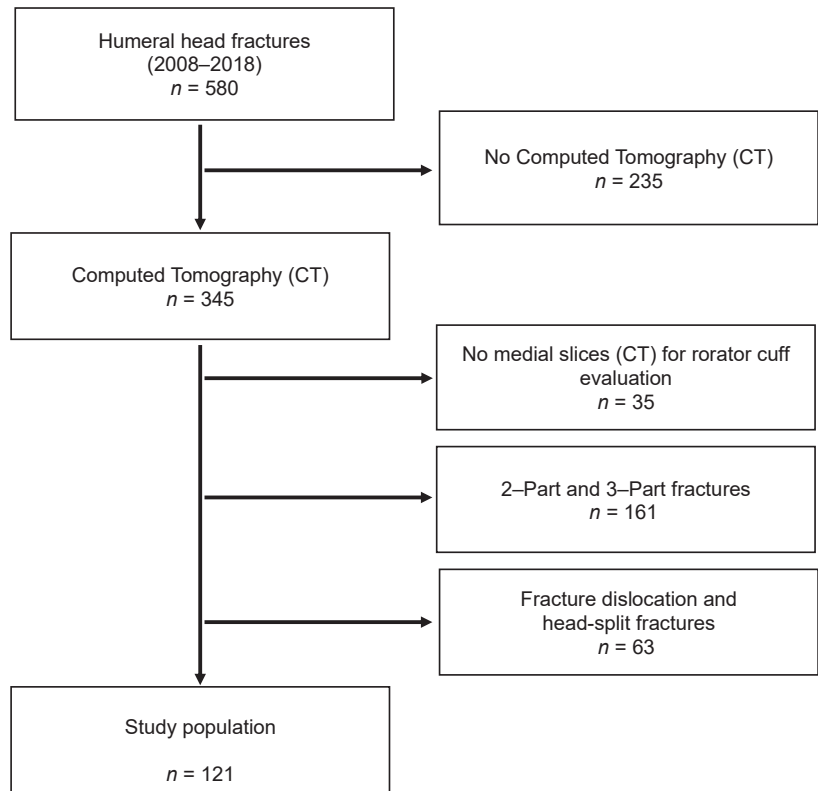 Humeral head fractures
(2008–2018)
n = 580
No Computed Tomography (CT)
n = 235
Computed Tomography (CT)
n = 345
No medial slices (CT) for rorator cuff
evaluation
n = 35
2–Part and 3–Part fractures
n = 161
Fracture dislocation and
head-split fractures
n = 63
Study population
n = 121